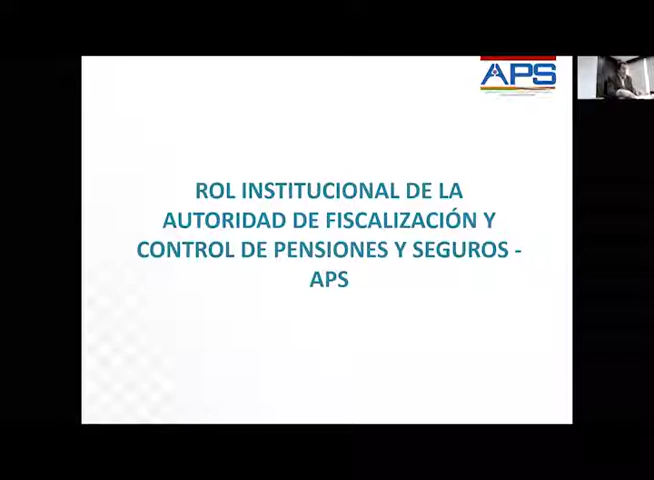 APS
ROL INSTITUCIONAL DE LA
AUTORIDAD DE FISCALIZACIÓN Y
CONTROL DE PENSIONES Y SEGUROS -
APS